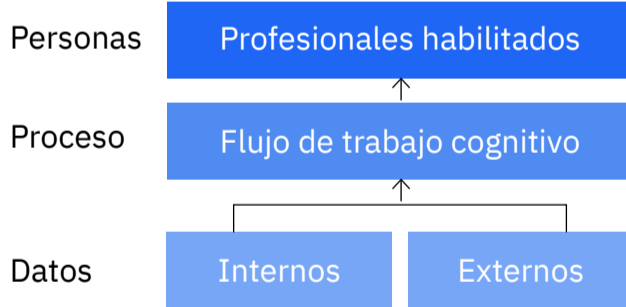 Personas
Profesionales habilitados
Proceso
Flujo de trabajo cognitivo
Datos
Internos
Externos